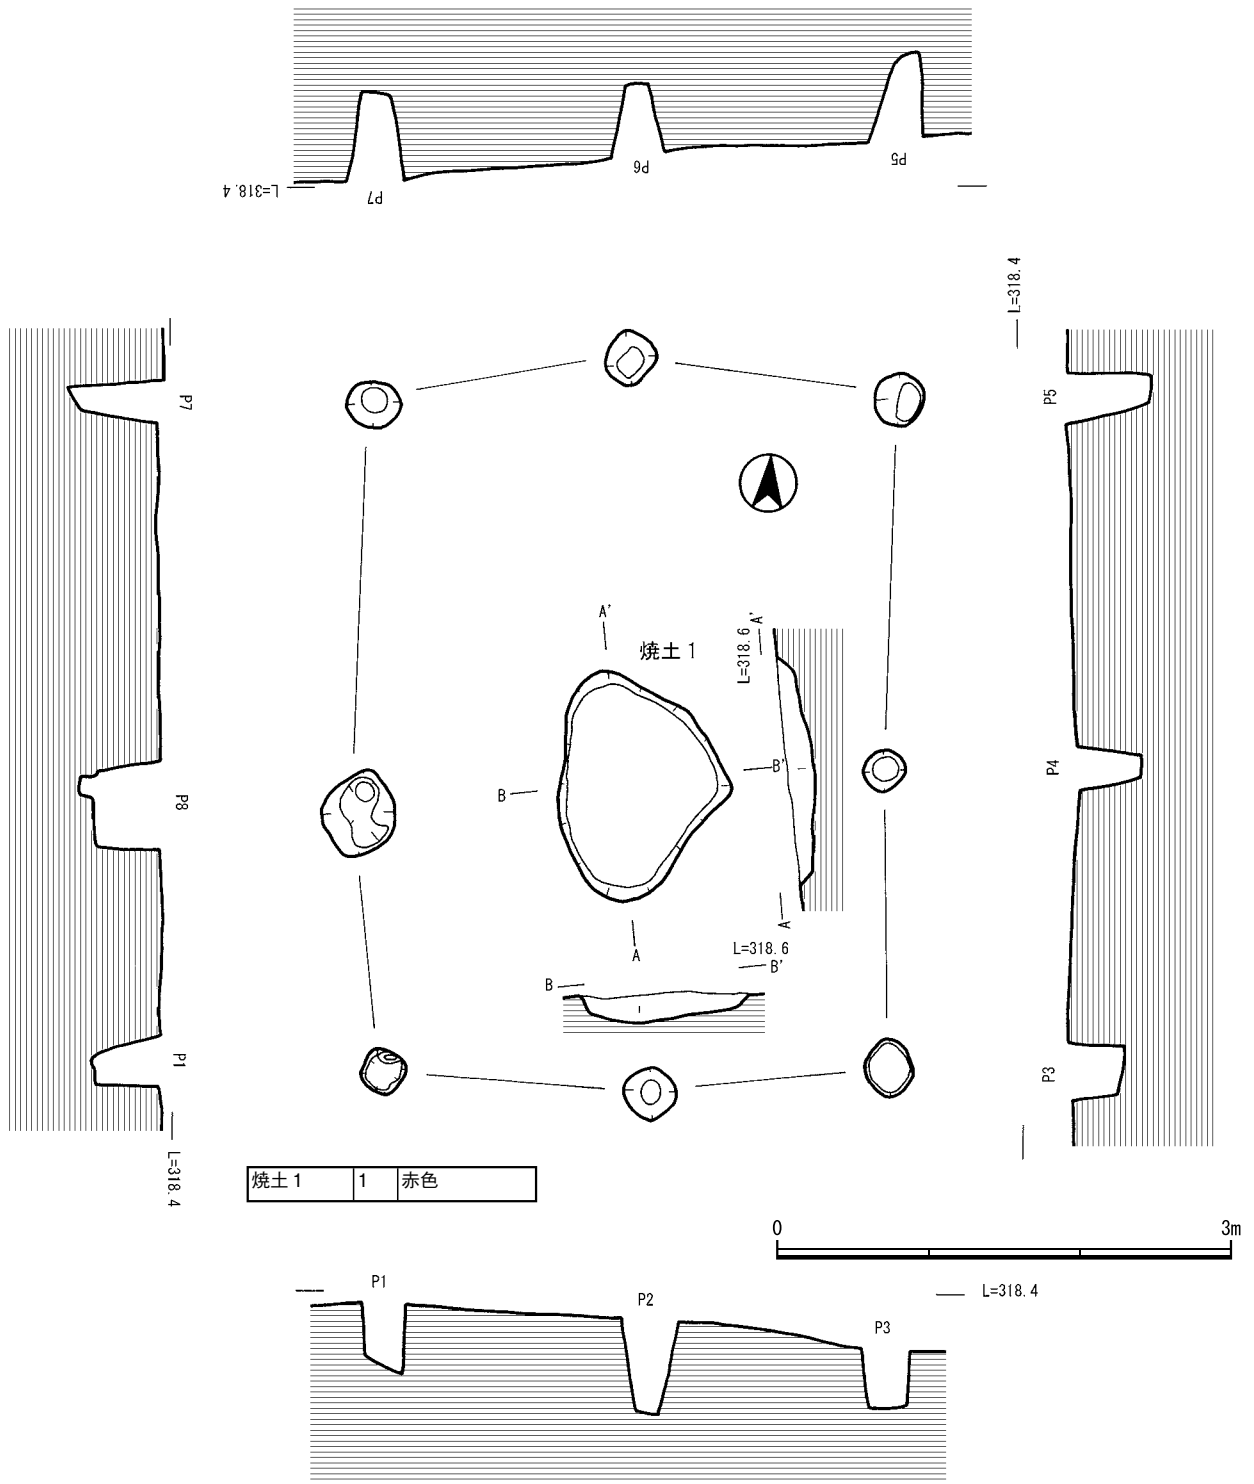 P5
P6
P7
L=318.4
L=318.4
P7
P5
A'
焼土1
L=318.6
A'
B
B'
P8
P4
A
A
L=318.6
B
B'
P1
P3
L=318.4
焼土1 1 赤色
0 3m
P1
L=318.4
P2
P3